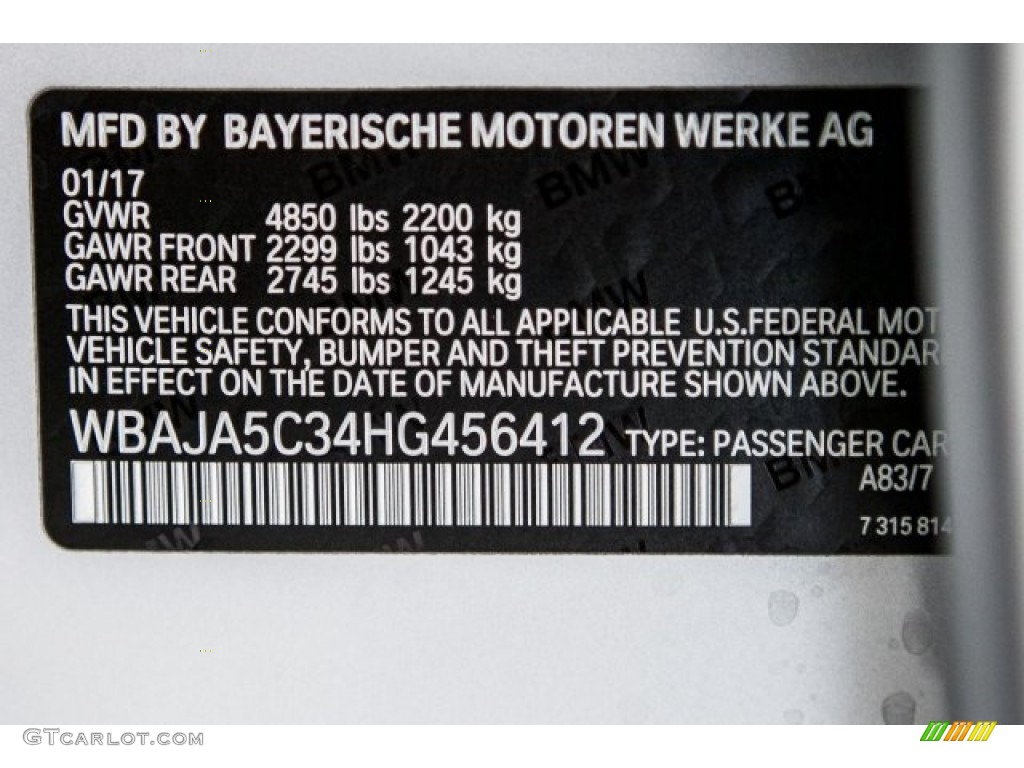 MFD BY BAYERISCHE MOTOREN WERKE AG
01/17
GVWR 4850 lbs 2200 kg
GAWR FRONT 2299 lbs 1043 kg
GAWR REAR 2745 lbs 1245 kg
THIS VEHICLE CONFORMS TO ALL APPLICABLE U.S.FEDERAL MOT
VEHICLE SAFETY, BUMPER AND THEFT PREVENTION STANDAR
IN EFFECT ON THE DATE OF MANUFACTURE SHOWN ABOVE.
WBAJA5C34HG456412 TYPE: PASSENGER CAR
A83/7
7 315 814
GTCarLot.com